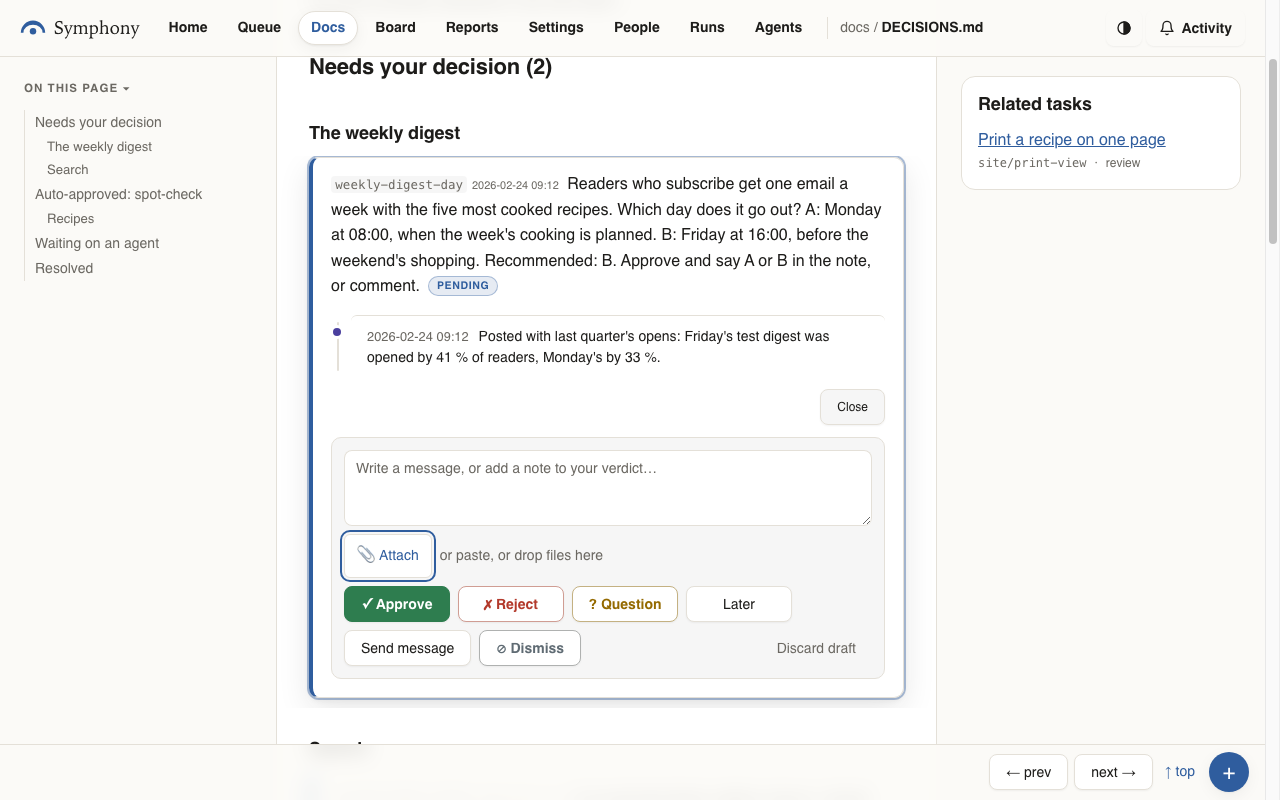 Symphony
Home
Queue
Docs
Board
Reports
Settings
People
Runs
Agents
docs / DECISIONS.md
Activity
ON THIS PAGE
Needs your decision
The weekly digest
Search
Auto-approved: spot-check
Recipes
Waiting on an agent
Resolved
Needs your decision (2)
The weekly digest
weekly-digest-day 2026-02-24 09:12 Readers who subscribe get one email a
week with the five most cooked recipes. Which day does it go out? A: Monday
at 08:00, when the week's cooking is planned. B: Friday at 16:00, before the
weekend's shopping. Recommended: B. Approve and say A or B in the note,
or comment. PENDING
2026-02-24 09:12 Posted with last quarter's opens: Friday's test digest was
opened by 41 % of readers, Monday's by 33 %.
Close
Write a message, or add a note to your verdict…
Attach or paste, or drop files here
✓ Approve
✗ Reject
? Question
Later
Send message
⊘ Dismiss
Discard draft
Related tasks
Print a recipe on one page
site/print-view · review
← prev
next →
↑ top
+